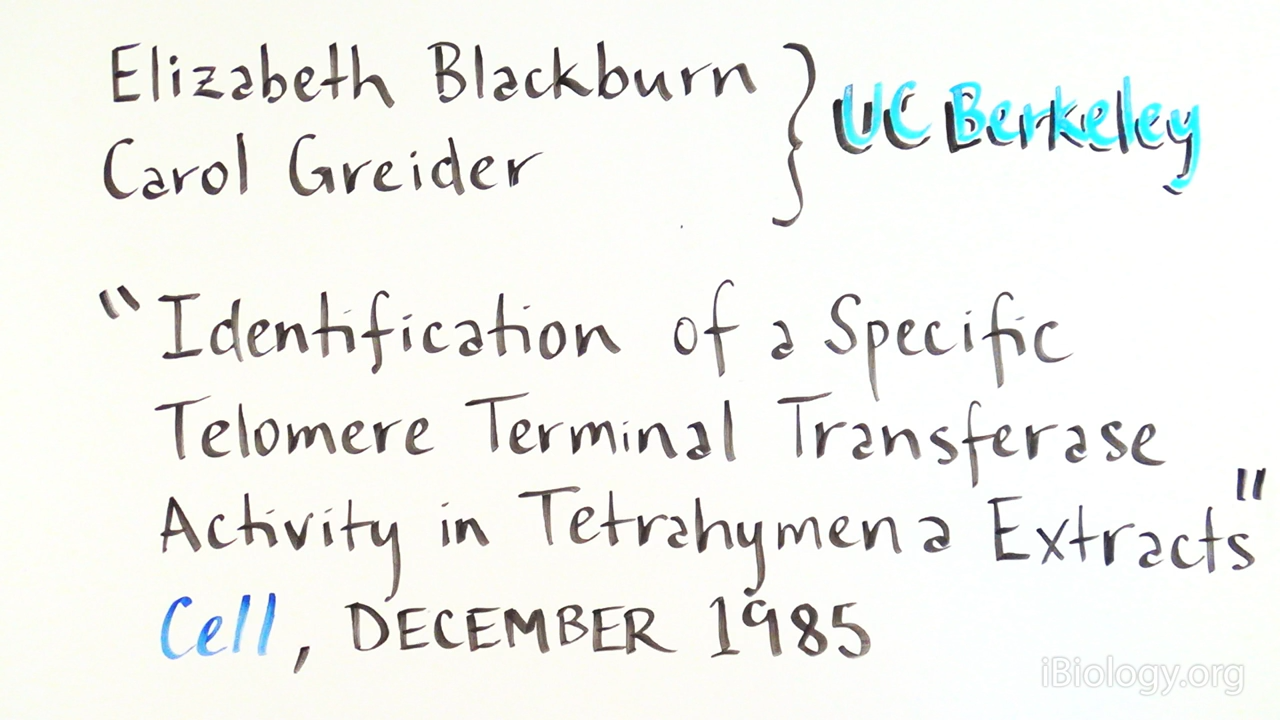 Elizabeth Blackburn
Carol Greider
UC Berkeley
"Identification of a Specific
Telomere Terminal Transferase
Activity in Tetrahymena Extracts"
Cell, DECEMBER 1985
iBiology.org